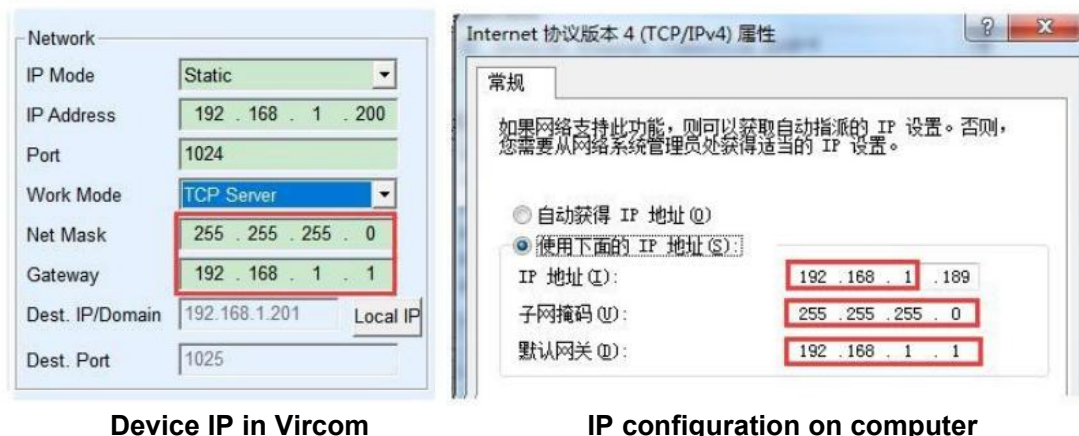 Network
IP Mode Static
IP Address 192 . 168 . 1 . 200
Port 1024
Work Mode TCP Server
Net Mask 255 . 255 . 255 . 0
Gateway 192 . 168 . 1 . 1
Dest. IP/Domain 192.168.1.201 Local IP
Dest. Port 1025
Device IP in Vircom
Internet 协议版本 4 (TCP/IPv4) 属性
常规
如果网络支持此功能,则可以获取自动指派的 IP 设置。否则,
您需要从网络系统管理员处获得适当的 IP 设置。
自动获得 IP 地址(O)
使用下面的 IP 地址(S):
IP 地址(I): 192 .168 . 1 .189
子网掩码(U): 255 .255 .255 . 0
默认网关(D): 192 .168 . 1 . 1
IP configuration on computer